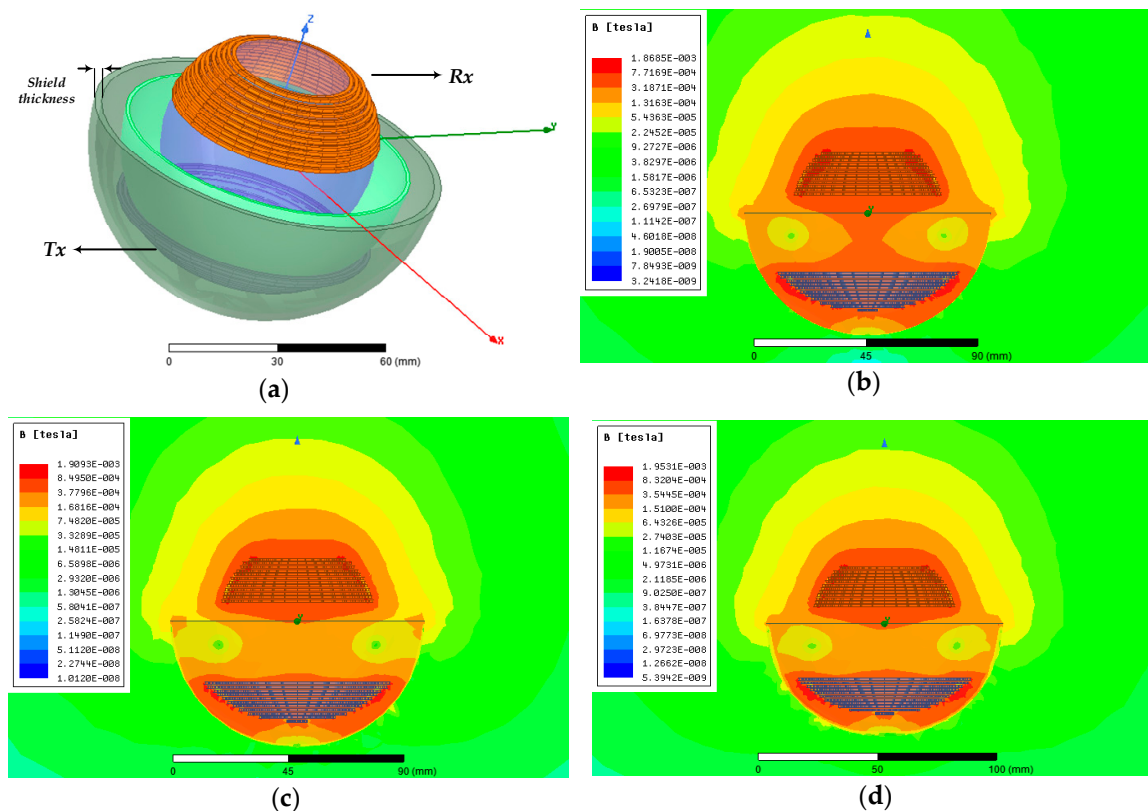 Z
Shield
thickness
Rx
Y
Tx
X
0 30 60 (mm)
(a)
B [tesla]
1.8685E-003
7.7169E-004
3.1871E-004
1.3163E-004
5.4363E-005
2.2452E-005
9.2727E-006
3.8297E-006
1.5817E-006
6.5323E-007
2.6979E-007
1.1142E-007
4.6018E-008
1.9005E-008
7.8493E-009
3.2418E-009
Y
0 45 90 (mm)
(b)
B [tesla]
1.9093E-003
8.4950E-004
3.7796E-004
1.6816E-004
7.4820E-005
3.3289E-005
1.4811E-005
6.5898E-006
2.9320E-006
1.3045E-006
5.8041E-007
2.5824E-007
1.1490E-007
5.1120E-008
2.2744E-008
1.0120E-008
Y
0 45 90 (mm)
(c)
B [tesla]
1.9531E-003
8.3204E-004
3.5445E-004
1.5100E-004
6.4326E-005
2.7403E-005
1.1674E-005
4.9731E-006
2.1185E-006
9.0250E-007
3.8447E-007
1.6378E-007
6.9773E-008
2.9723E-008
1.2662E-008
5.3942E-009
Y
0 50 100 (mm)
(d)